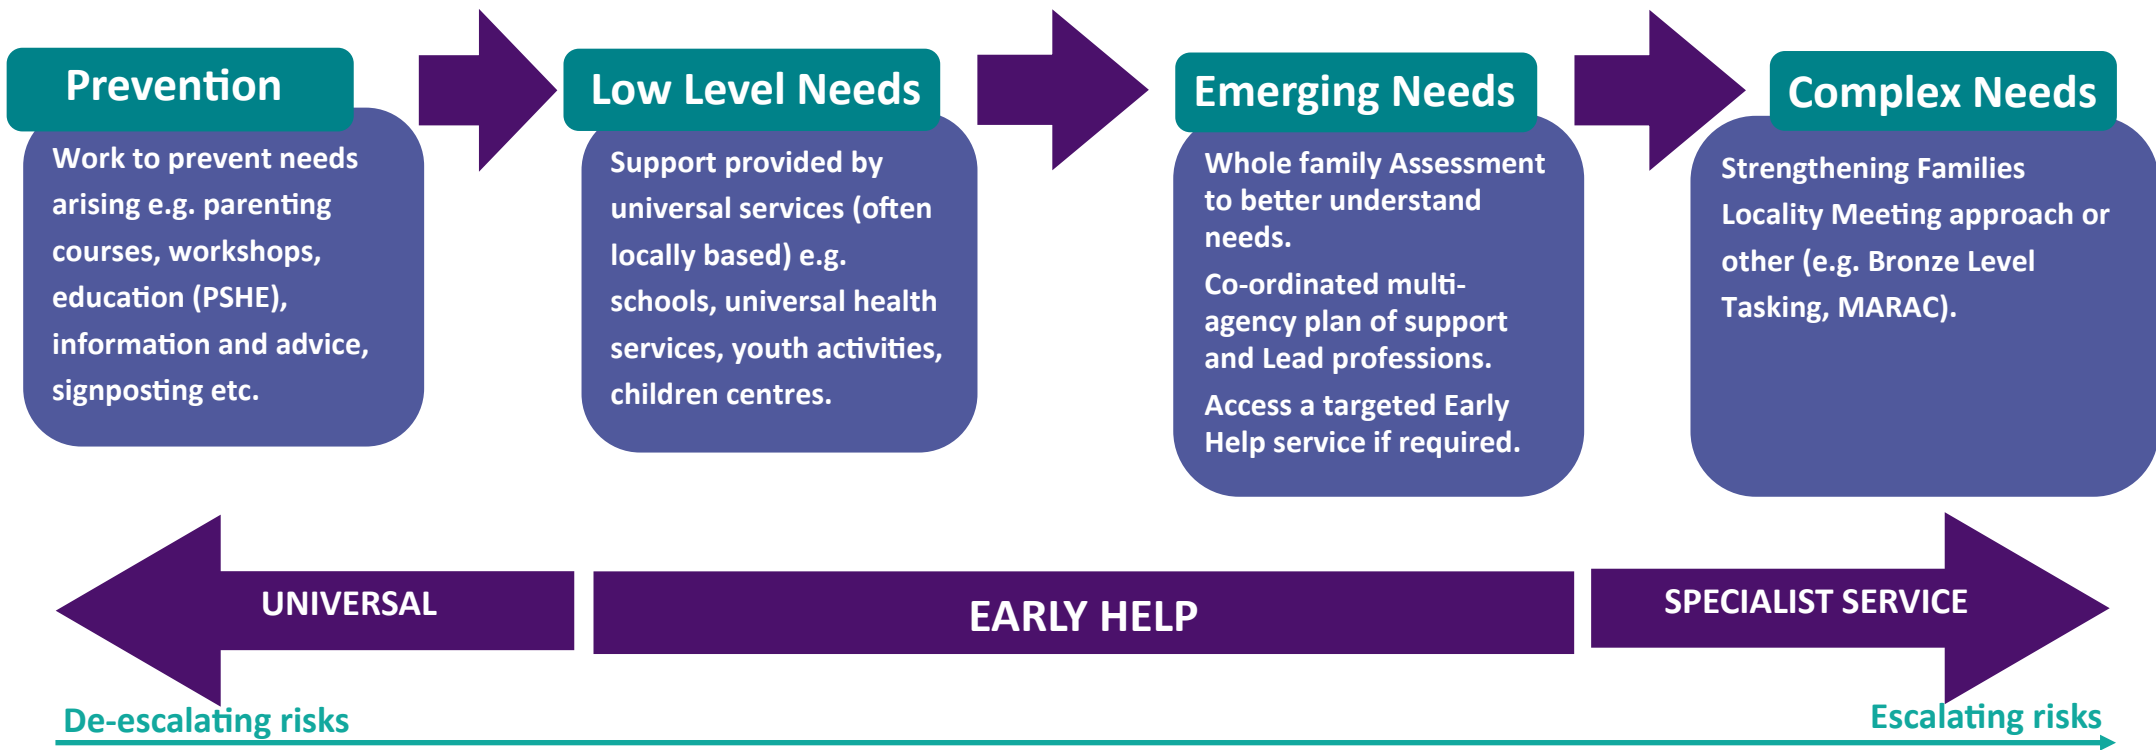 Prevention
Work to prevent needs
arising e.g. parenting
courses, workshops,
education (PSHE),
information and advice,
signposting etc.
Low Level Needs
Support provided by
universal services (often
locally based) e.g.
schools, universal health
services, youth activities,
children centres.
Emerging Needs
Whole family Assessment
to better understand
needs.
Co-ordinated multi-
agency plan of support
and Lead professions.
Access a targeted Early
Help service if required.
Complex Needs
Strengthening Families
Locality Meeting approach or
other (e.g. Bronze Level
Tasking, MARAC).
UNIVERSAL
EARLY HELP
SPECIALIST SERVICE
De-escalating risks
Escalating risks